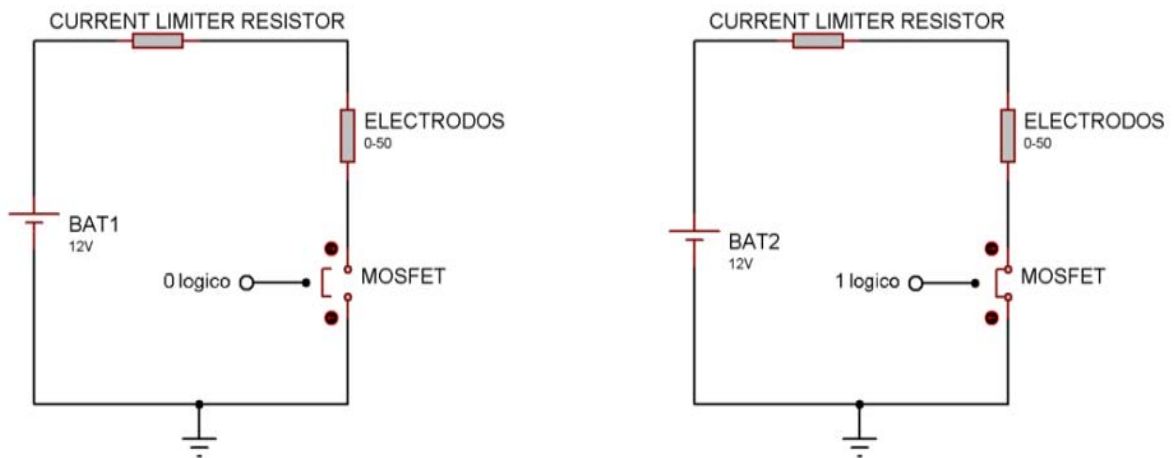 CURRENT LIMITER RESISTOR
ELECTRODOS
0-50
BAT1
12V
0 logico
MOSFET
CURRENT LIMITER RESISTOR
ELECTRODOS
0-50
BAT2
12V
1 logico
MOSFET